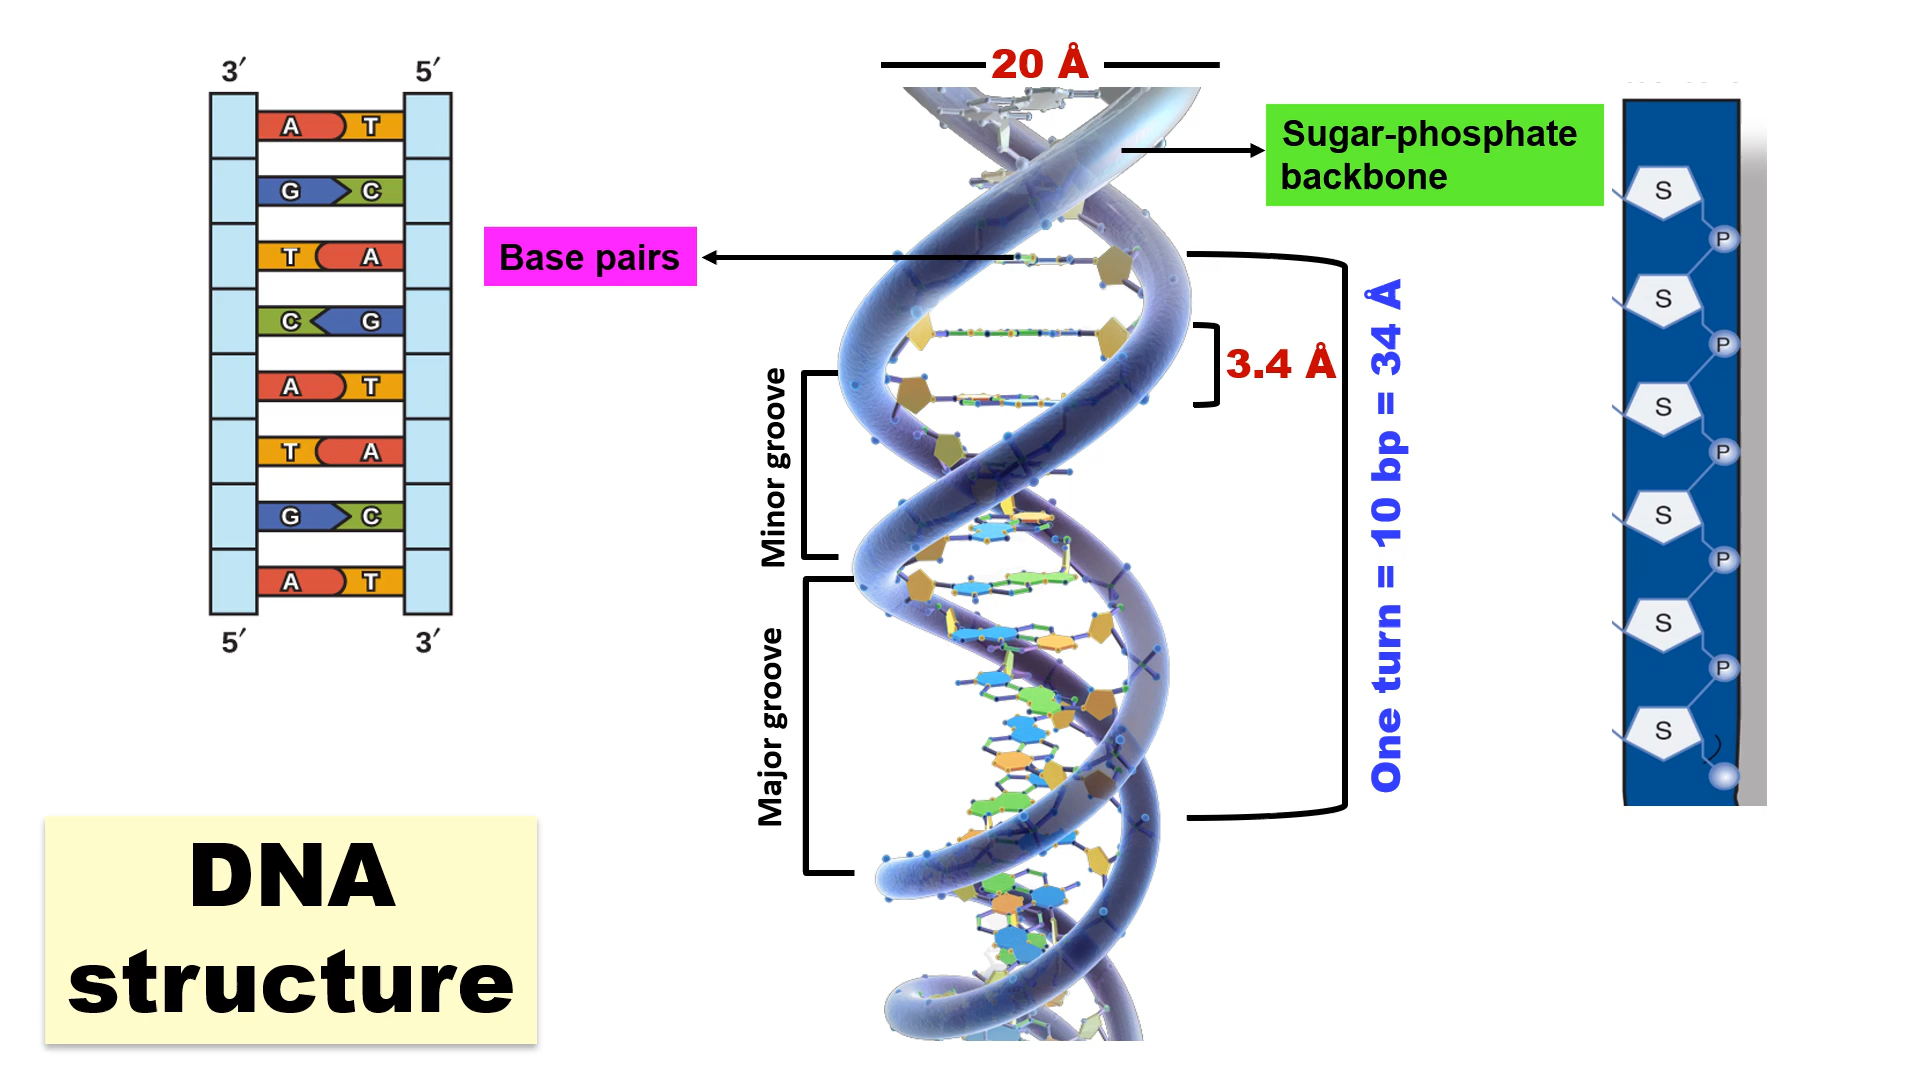 3′ 5′
A T
G C
T A
C G
A T
T A
G C
A T
5′ 3′
DNA
structure
Base pairs
20 Å
Sugar-phosphate
backbone
3.4 Å
Minor groove
Major groove
One turn = 10 bp = 34 Å
S
P
S
P
S
P
S
P
S
P
S